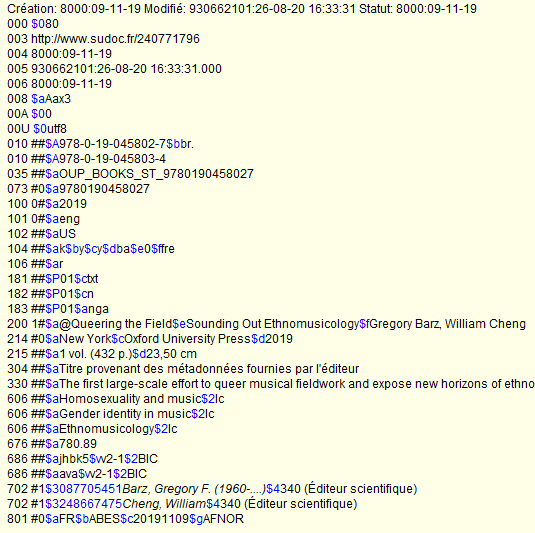 Création: 8000:09-11-19 Modifié: 930662101:26-08-20 16:33:31 Statut: 8000:09-11-19
000 $080
003 http://www.sudoc.fr/240771796
004 8000:09-11-19
005 930662101:26-08-20 16:33:31.000
006 8000:09-11-19
008 $aAax3
00A $00
00U $0utf8
010 ##$A978-0-19-045802-7$bbr.
010 ##$A978-0-19-045803-4
035 ##$aOUP_BOOKS_ST_9780190458027
073 #0$a9780190458027
100 0#$a2019
101 0#$aeng
102 ##$aUS
104 ##$ak$by$cy$dba$e0$ffre
106 ##$ar
181 ##$P01$ctxt
182 ##$P01$cn
183 ##$P01$anga
200 1#$a@Queering the Field$eSounding Out Ethnomusicology$fGregory Barz, William Cheng
214 #0$aNew York$cOxford University Press$d2019
215 ##$a1 vol. (432 p.)$d23,50 cm
304 ##$aTitre provenant des métadonnées fournies par l'éditeur
330 ##$aThe first large-scale effort to queer musical fieldwork and expose new horizons of ethno
606 ##$aHomosexuality and music$2lc
606 ##$aGender identity in music$2lc
606 ##$aEthnomusicology$2lc
676 ##$a780.89
686 ##$ajhbk5$v2-1$2BIC
686 ##$aava$v2-1$2BIC
702 #1$3087705451Barz, Gregory F. (1960-....)$4340 (Éditeur scientifique)
702 #1$3248667475Cheng, William$4340 (Éditeur scientifique)
801 #0$aFR$bABES$c20191109$gAFNOR